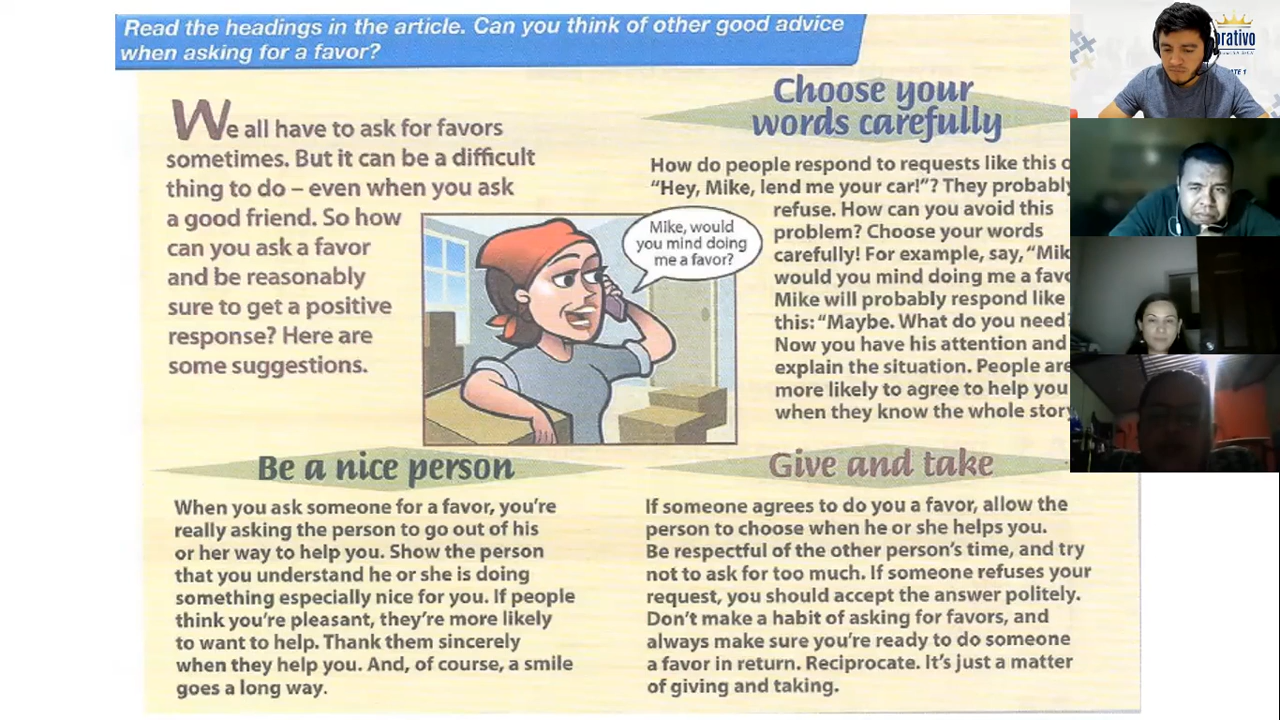 Read the headings in the article. Can you think of other good advice
when asking for a favor?
We all have to ask for favors
sometimes. But it can be a difficult
thing to do – even when you ask
a good friend. So how
can you ask a favor
and be reasonably
sure to get a positive
response? Here are
some suggestions.
Mike, would
you mind doing
me a favor?
Choose your
words carefully
How do people respond to requests like this
“Hey, Mike, lend me your car!”? They probably
refuse. How can you avoid this
problem? Choose your words
carefully! For example, say,
would you mind doing me a
Mike will probably respond like
this: “Maybe. What do you need?
Now you have his attention and
explain the situation. People are
more likely to agree to help you
when they know the whole story
Be a nice person
When you ask someone for a favor, you’re
really asking the person to go out of his
or her way to help you. Show the person
that you understand he or she is doing
something especially nice for you. If people
think you’re pleasant, they’re more likely
to want to help. Thank them sincerely
when they help you. And, of course, a smile
goes a long way.
Give and take
If someone agrees to do you a favor, allow the
person to choose when he or she helps you.
Be respectful of the other person’s time, and try
not to ask for too much. If someone refuses your
request, you should accept the answer politely.
Don’t make a habit of asking for favors, and
always make sure you’re ready to do someone
a favor in return. Reciprocate. It’s just a matter
of giving and taking.